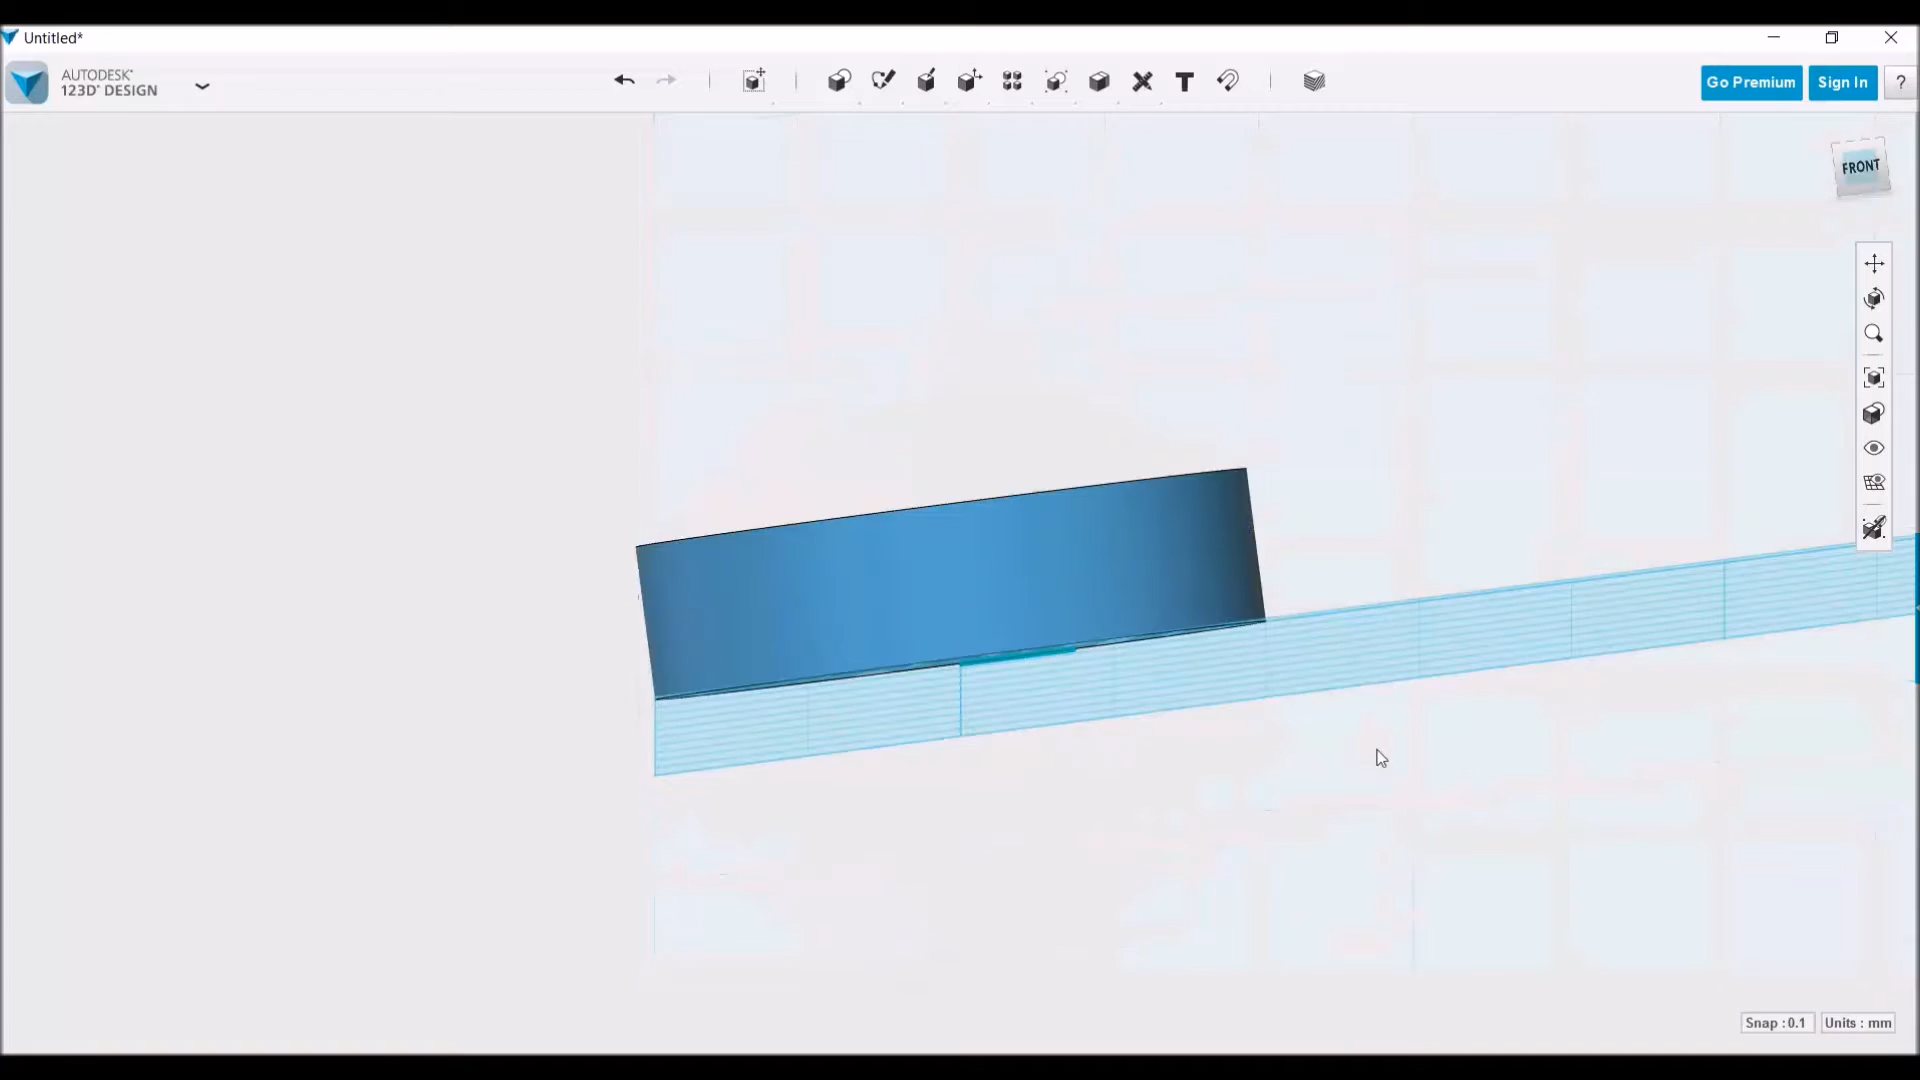 Untitled*
AUTODESK®
123D® DESIGN
T
Go Premium
Sign In
?
FRONT
Snap : 0.1
Units : mm